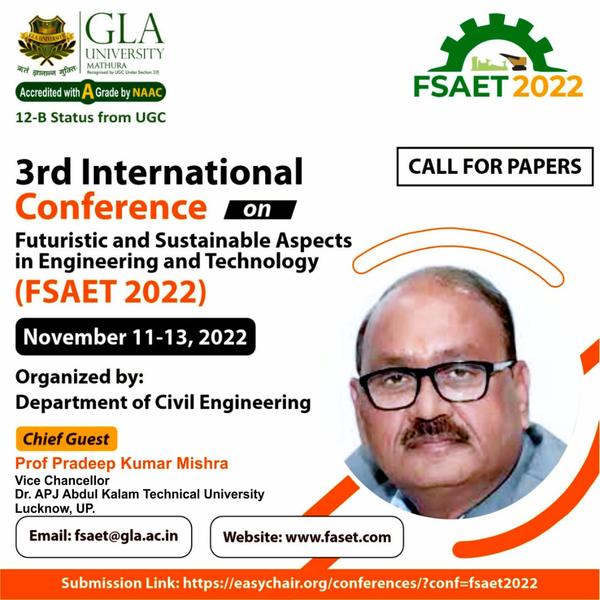 GLA
UNIVERSITY
MATHURA
Recognised by UGC Under Section 2(f)
GLA UNIVERSITY
Accredited with A Grade by NAAC
12-B Status from UGC
FSAET 2022
CALL FOR PAPERS
3rd International
Conference on
Futuristic and Sustainable Aspects
in Engineering and Technology
(FSAET 2022)
November 11-13, 2022
Organized by:
Department of Civil Engineering
Chief Guest
Prof Pradeep Kumar Mishra
Vice Chancellor
Dr. APJ Abdul Kalam Technical University
Lucknow, UP.
Email: fsaet@gla.ac.in
Website: www.faset.com
Submission Link: https://easychair.org/conferences/?conf=fsaet2022